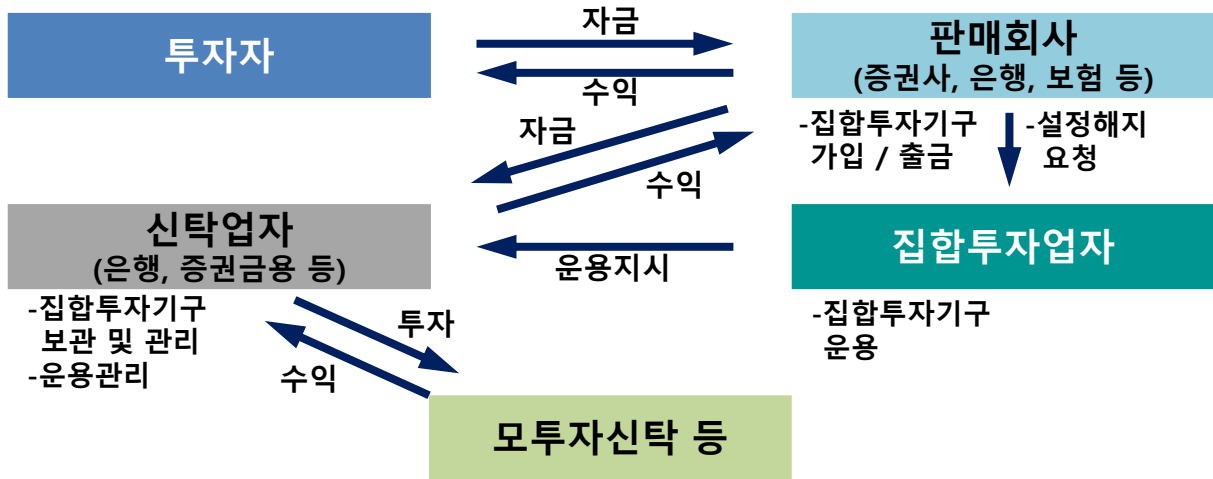 투자자
자금
수익
판매회사
(증권사, 은행, 보험 등)
자금
수익
-집합투자기구
가입 / 출금
-설정해지
요청
신탁업자
(은행, 증권금용 등)
운용지시
집합투자업자
-집합투자기구
보관 및 관리
-운용관리
투자
수익
-집합투자기구
운용
모투자신탁 등